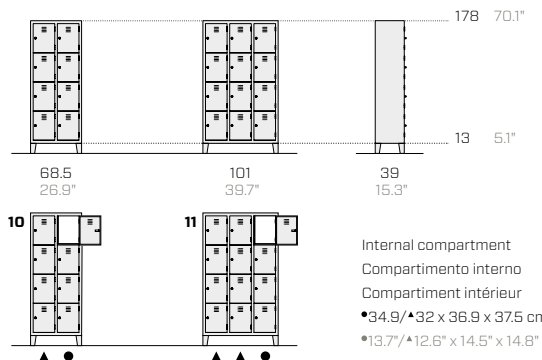 178 70.1"
13 5.1"
68.5 101 39
26.9" 39.7" 15.3"
10 11
Internal compartment
Compartimento interno
Compartiment intérieur
●34.9/▲32 x 36.9 x 37.5 cm
●13.7"/▲12.6" x 14.5" x 14.8"